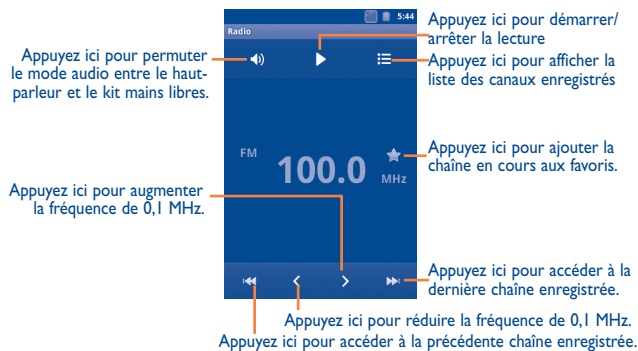 Appuyez ici pour démarrer/
arrêter la lecture
Appuyez ici pour permuter
le mode audio entre le haut-
parleur et le kit mains libres.
Appuyez ici pour afficher la
liste des canaux enregistrés
5:44
Radio
FM
100.0
MHz
Appuyez ici pour ajouter la
chaîne en cours aux favoris.
Appuyez ici pour augmenter
la fréquence de 0,1 MHz.
Appuyez ici pour accéder à la
dernière chaîne enregistrée.
Appuyez ici pour réduire la fréquence de 0,1 MHz.
Appuyez ici pour accéder à la précédente chaîne enregistrée.